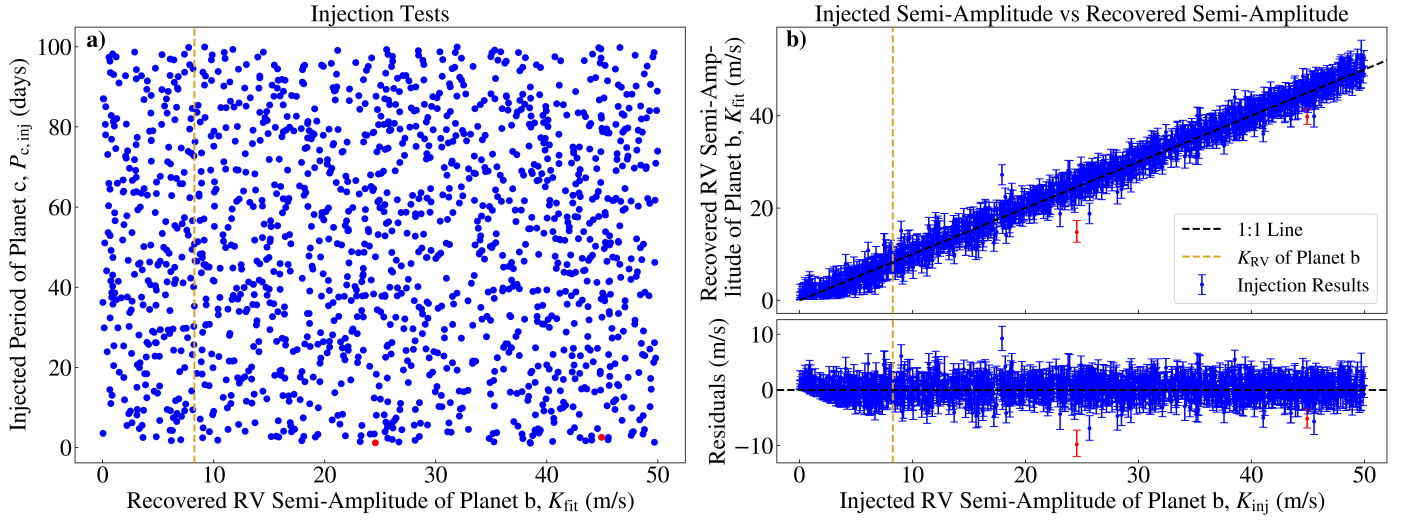 Injection Tests
a)
100
80
60
40
20
0
Injected Period of Planet c, P_c,inj (days)
0 10 20 30 40 50
Recovered RV Semi-Amplitude of Planet b, K_fit (m/s)
Injected Semi-Amplitude vs Recovered Semi-Amplitude
b)
Recovered RV Semi-Amp-
litude of Planet b, K_fit (m/s)
40
20
0
1:1 Line
K_RV of Planet b
Injection Results
Residuals (m/s)
10
0
−10
0 10 20 30 40 50
Injected RV Semi-Amplitude of Planet b, K_inj (m/s)